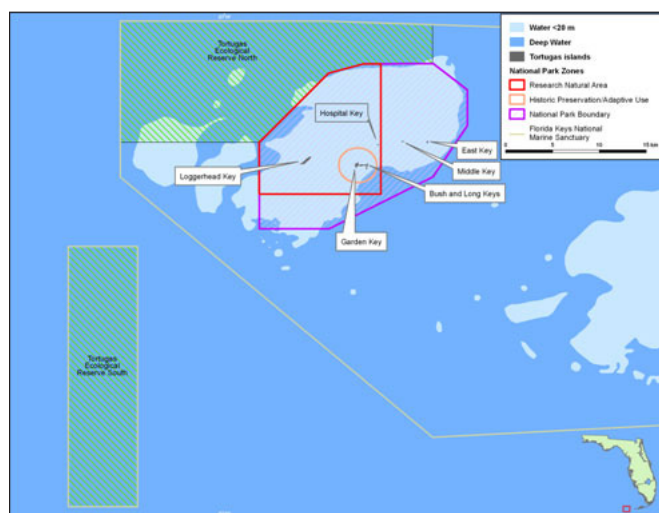 Tortugas
Ecological
Reserve North
Hospital Key
Loggerhead Key
East Key
Middle Key
Bush and Long Keys
Garden Key
Tortugas
Ecological
Reserve South
Water <20 m
Deep Water
Tortugas islands
National Park Zones
Research Natural Area
Historic Preservation/Adaptive Use
National Park Boundary
Florida Keys National
Marine Sanctuary
0 5 10 15 km